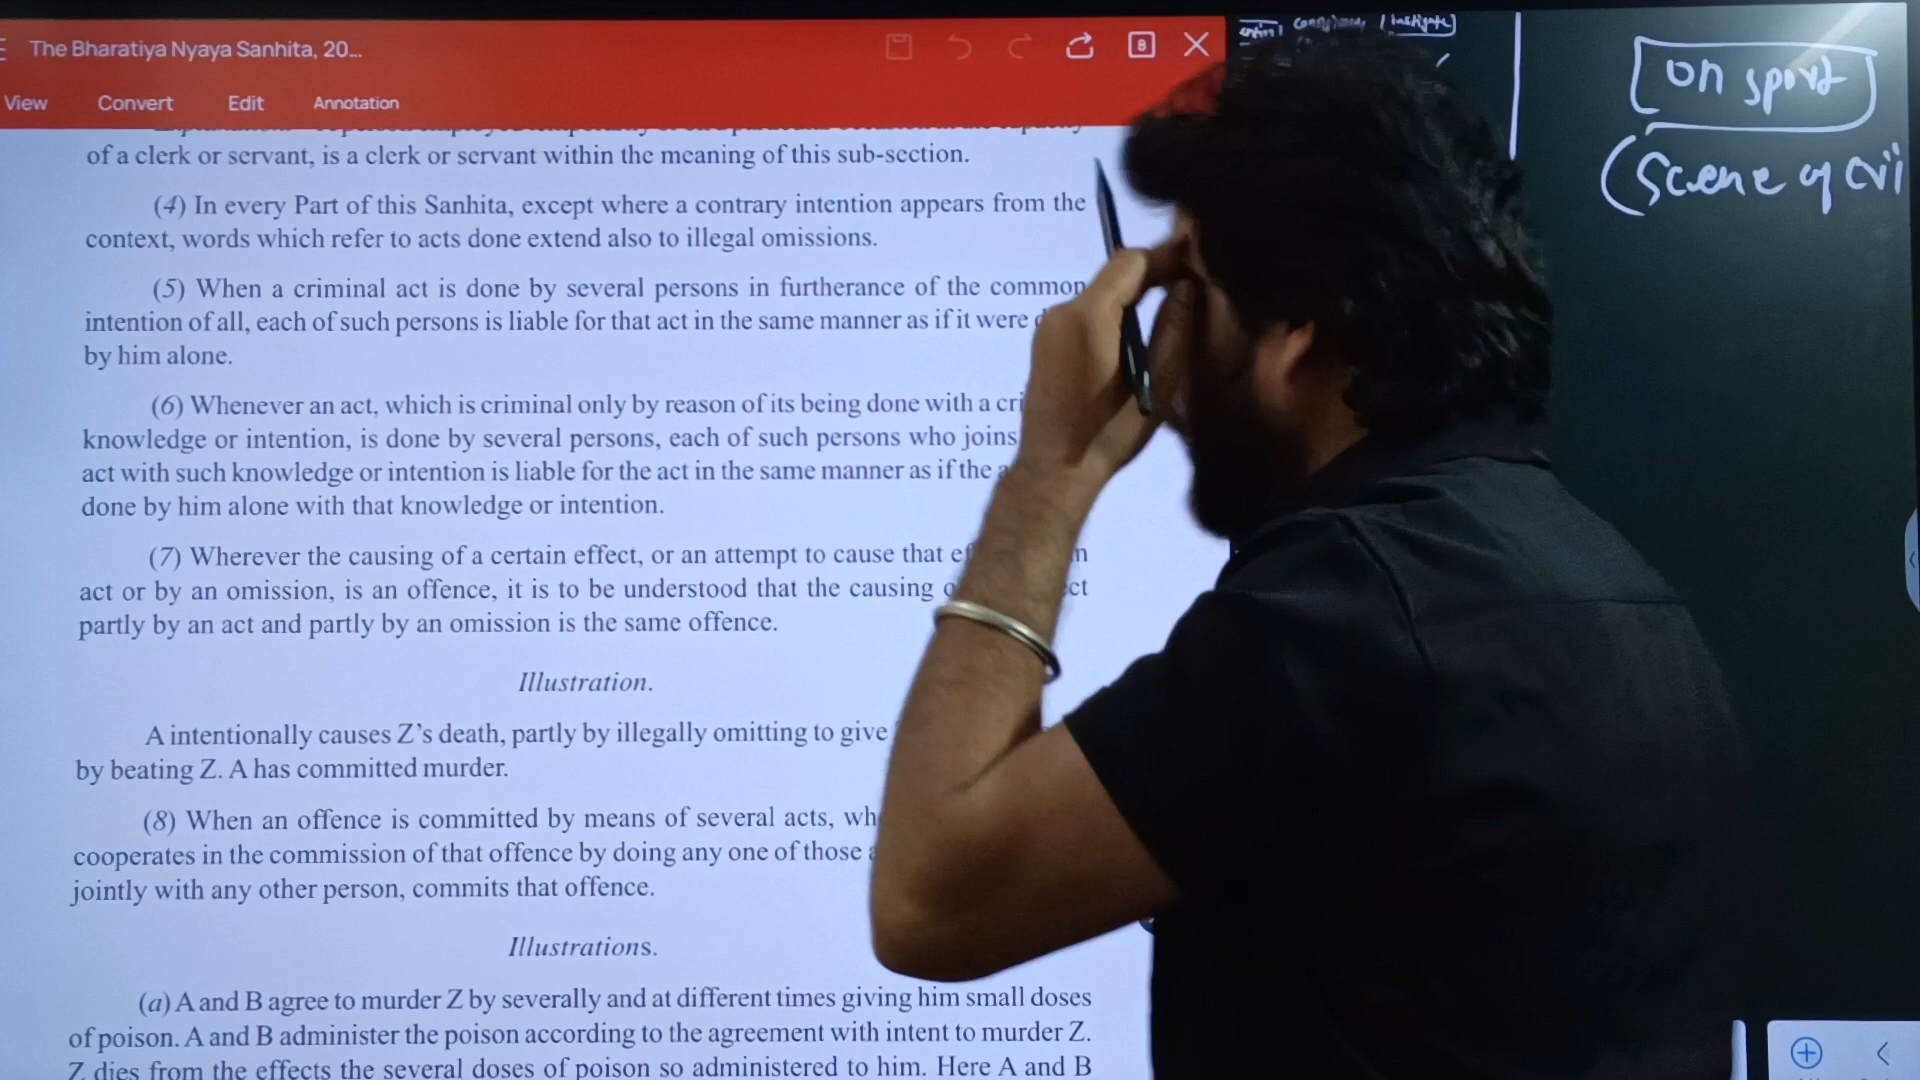 The Bharatiya Nyaya Sanhita, 20...
8
View Convert Edit Annotation
of a clerk or servant, is a clerk or servant within the meaning of this sub-section.
(4) In every Part of this Sanhita, except where a contrary intention appears from the
context, words which refer to acts done extend also to illegal omissions.
(5) When a criminal act is done by several persons in furtherance of the common
intention of all, each of such persons is liable for that act in the same manner as if it were
by him alone.
(6) Whenever an act, which is criminal only by reason of its being done with a cri
knowledge or intention, is done by several persons, each of such persons who joins
act with such knowledge or intention is liable for the act in the same manner as if the
done by him alone with that knowledge or intention.
(7) Wherever the causing of a certain effect, or an attempt to cause that
act or by an omission, is an offence, it is to be understood that the causing
partly by an act and partly by an omission is the same offence.
Illustration.
A intentionally causes Z's death, partly by illegally omitting to give
by beating Z. A has committed murder.
(8) When an offence is committed by means of several acts, wh
cooperates in the commission of that offence by doing any one of those
jointly with any other person, commits that offence.
Illustrations.
(a) A and B agree to murder Z by severally and at different times giving him small doses
of poison. A and B administer the poison according to the agreement with intent to murder Z.
Z dies from the effects the several doses of poison so administered to him. Here A and B
Instigate
on sport
(Scene of cri